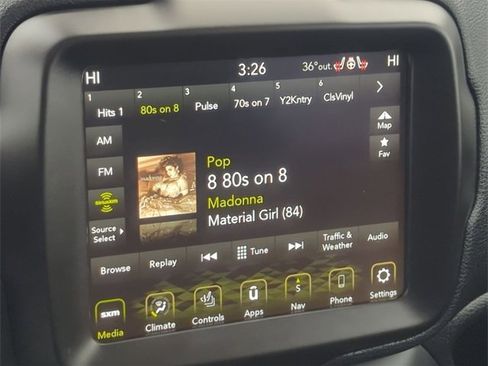 HI 3:26 36°out. HI
1 2 3 4 5 6
Hits 1 80s on 8 Pulse 70s on 7 Y2Kntry ClsVinyl
AM
FM
SiriusXM
Source
Select
Pop
8 80s on 8
Madonna
Material Girl (84)
Map
Fav
Browse Replay Tune Traffic &
Weather Audio
sxm
Media Climate Controls Apps S
Nav Phone Settings